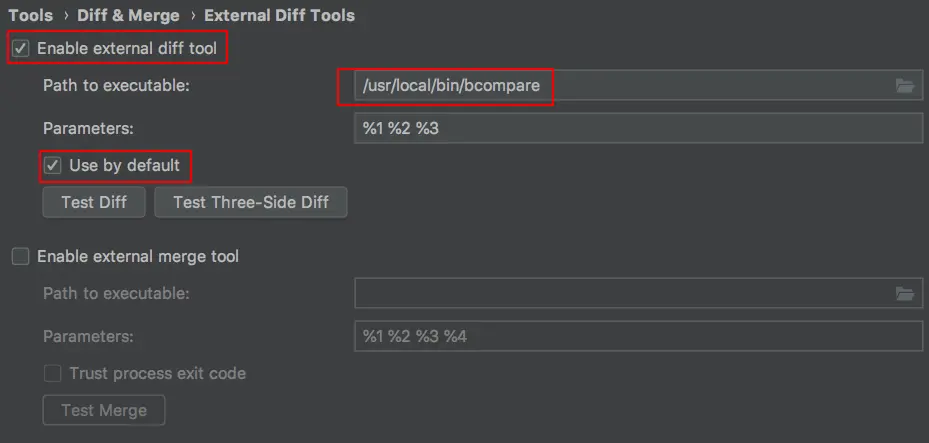 Tools › Diff & Merge › External Diff Tools
Enable external diff tool
Path to executable: /usr/local/bin/bcompare
Parameters: %1 %2 %3
Use by default
Test Diff Test Three-Side Diff
Enable external merge tool
Path to executable:
Parameters: %1 %2 %3 %4
Trust process exit code
Test Merge